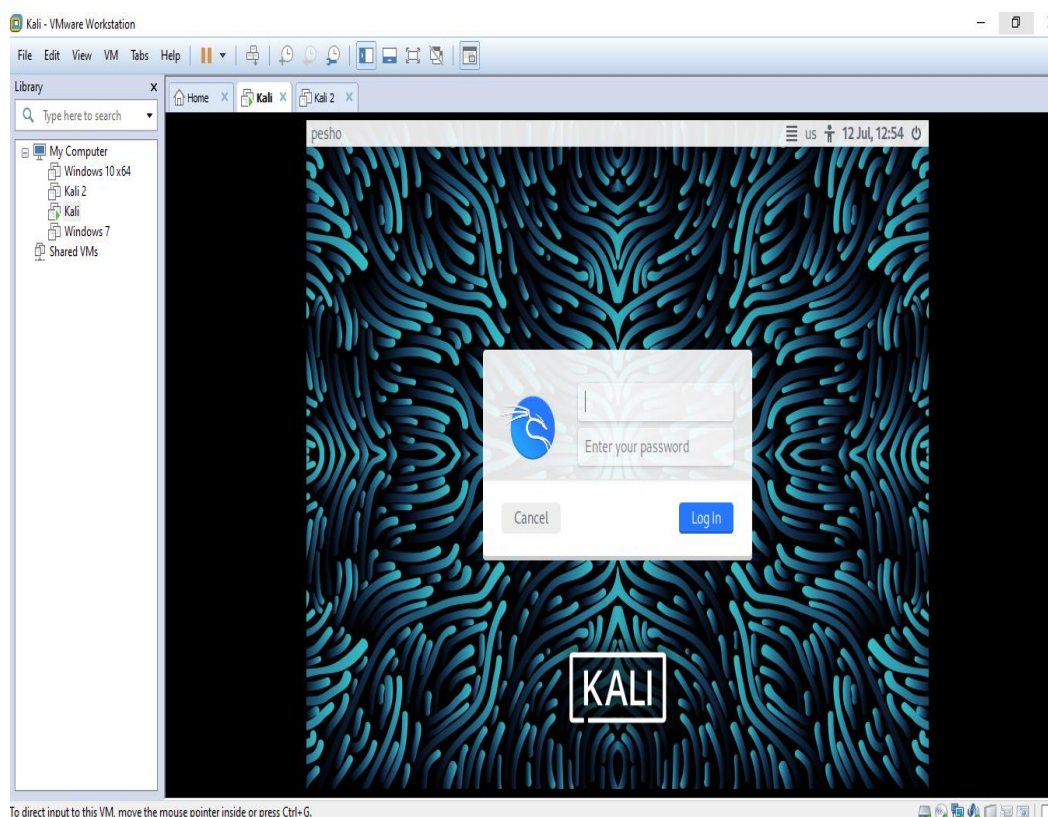 Kali - VMware Workstation
File Edit View VM Tabs Help
Library x
Home x Kali x Kali 2 x
Type here to search
My Computer
Windows 10 x64
Kali 2
Kali
Windows 7
Shared VMs
pesho us 12 Jul, 12:54
Enter your password
Cancel Log In
KALI
To direct input to this VM, move the mouse pointer inside or press Ctrl+G.